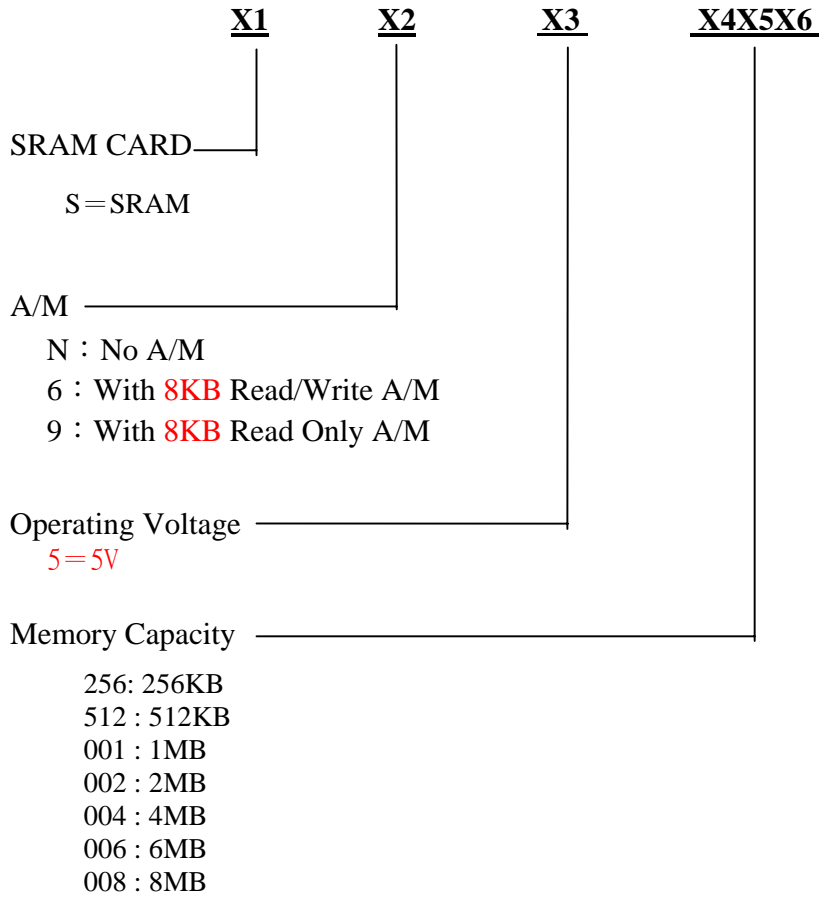 X1 X2 X3 X4X5X6
SRAM CARD
S＝SRAM
A/M
N：No A/M
6：With 8KB Read/Write A/M
9：With 8KB Read Only A/M
Operating Voltage
5＝5V
Memory Capacity
256: 256KB
512 : 512KB
001 : 1MB
002 : 2MB
004 : 4MB
006 : 6MB
008 : 8MB